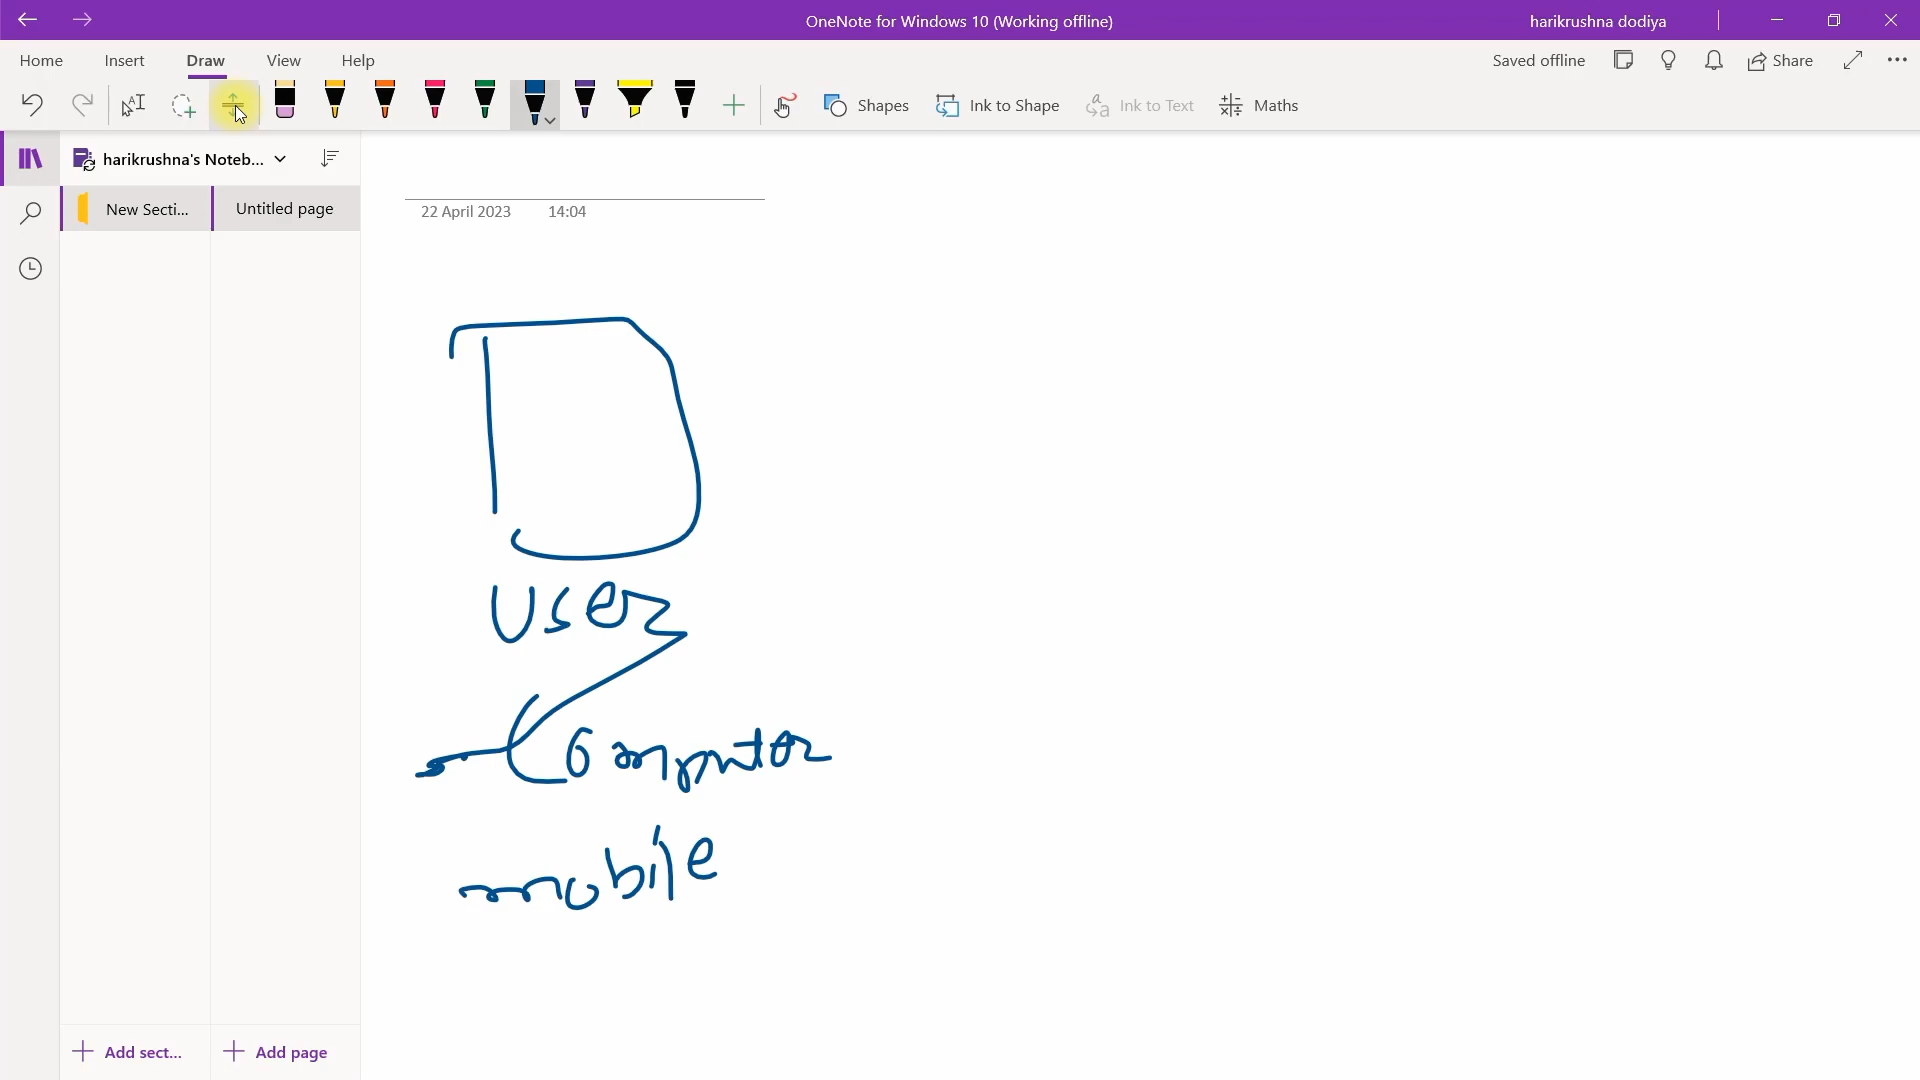 OneNote for Windows 10 (Working offline)
harikrushna dodiya
Home
Insert
Draw
View
Help
Saved offline
Share
Shapes
Ink to Shape
Ink to Text
Maths
harikrushna's Noteb...
New Secti...
Untitled page
22 April 2023
14:04
User
Computor
mobile
Add sect...
Add page